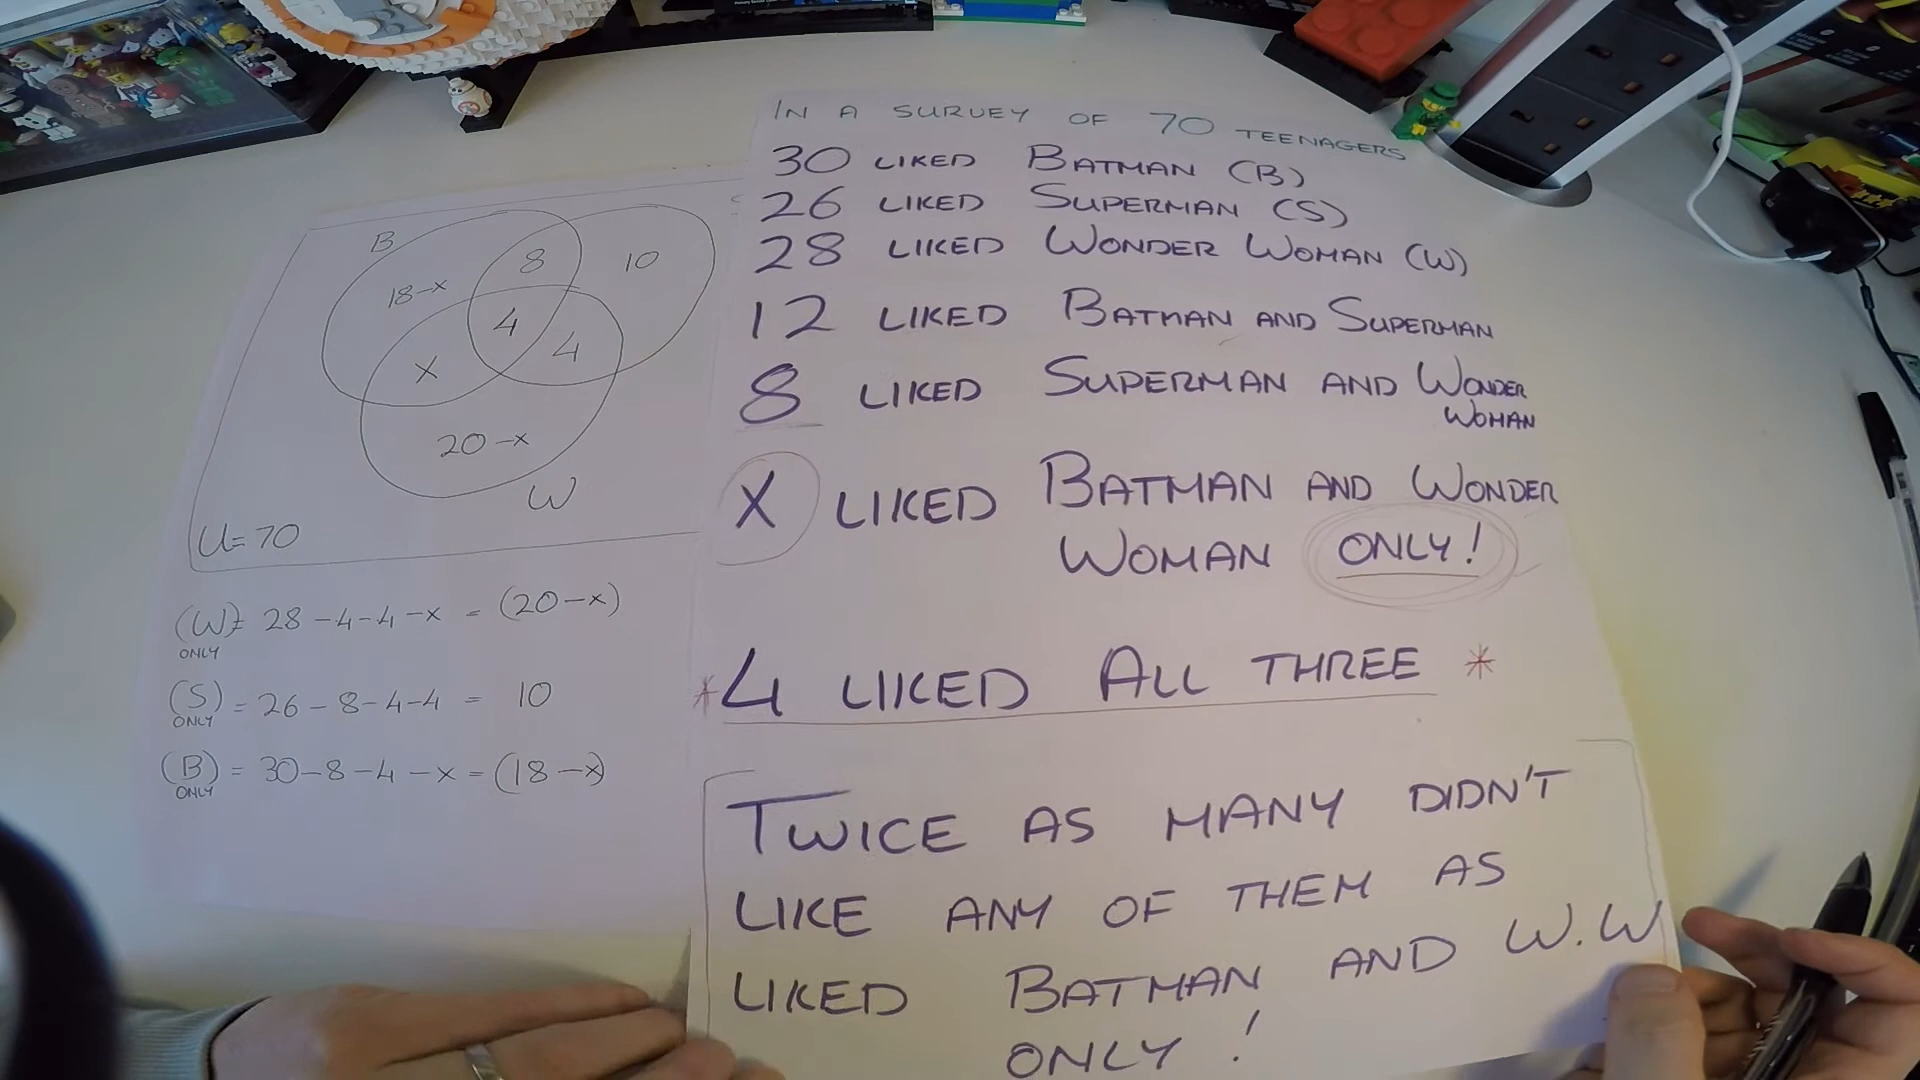 IN A SURVEY OF 70 TEENAGERS
30 LIKED BATMAN (B)
26 LIKED SUPERMAN (S)
28 LIKED WONDER WOMAN (W)
12 LIKED BATMAN AND SUPERMAN
8 LIKED SUPERMAN AND WONDER
WOMAN
X LIKED BATMAN AND WONDER
WOMAN ONLY!
*4 LIKED ALL THREE *
TWICE AS MANY DIDN'T
LIKE ANY OF THEM AS
LIKED BATMAN AND W.W
ONLY!
B
8
10
18-x
4
4
x
20-x
W
U=70
(W) = 28-4-4-x = (20-x)
ONLY
(S) = 26-8-4-4 = 10
ONLY
(B) = 30-8-4-x = (18-x)
ONLY